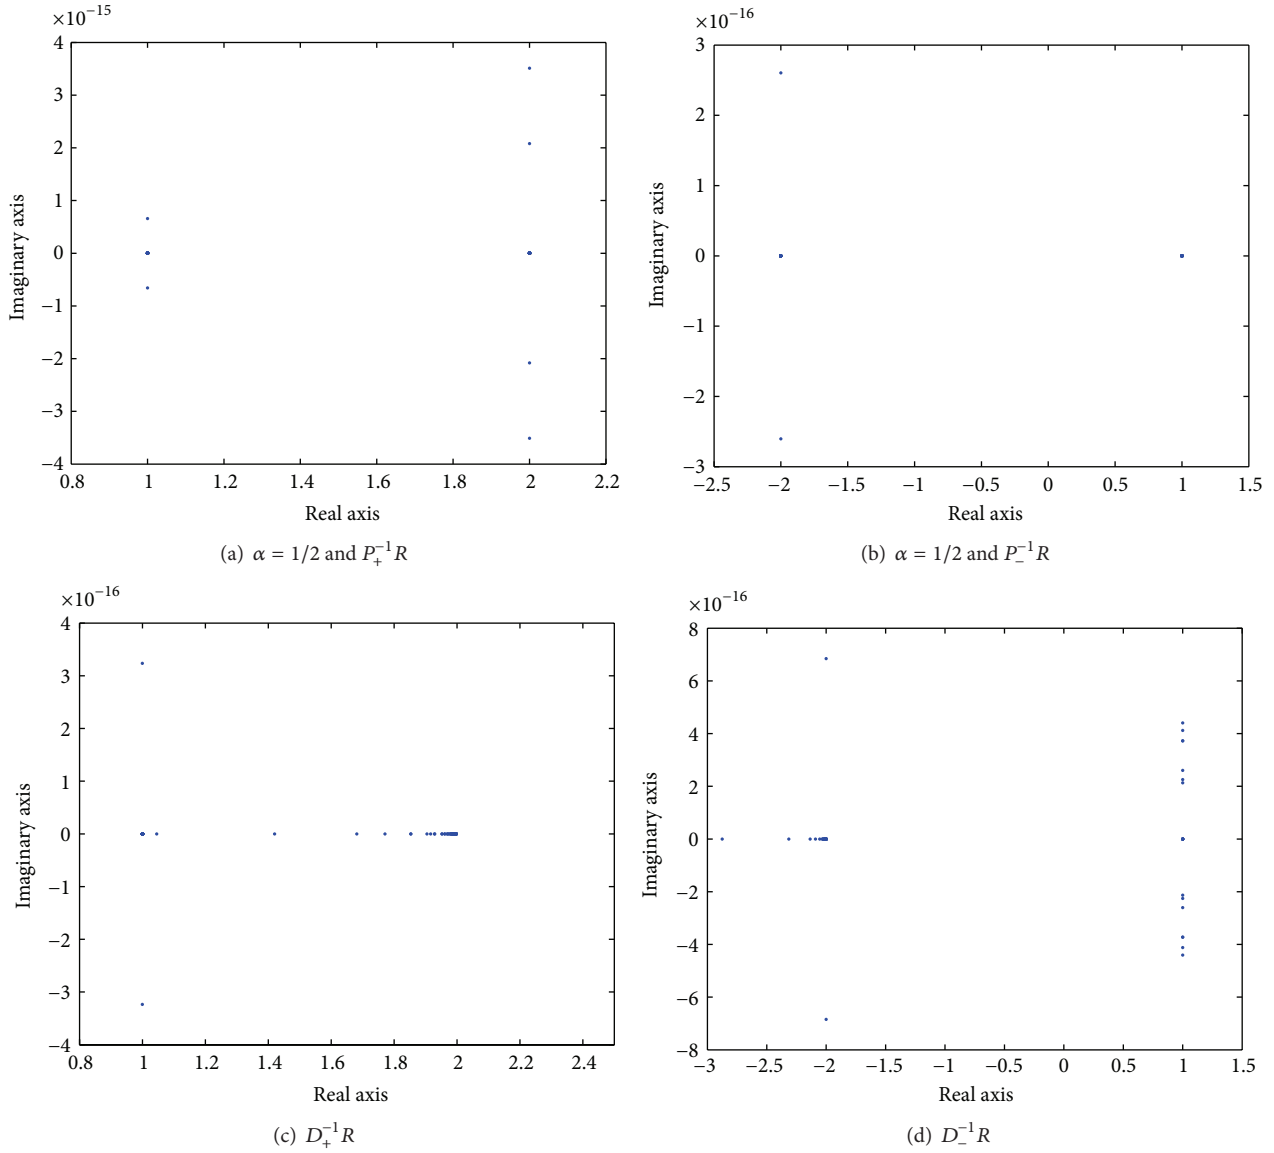 ×10⁻¹⁵
4
3
2
1
0
−1
−2
−3
−4
0.8 1 1.2 1.4 1.6 1.8 2 2.2
Imaginary axis
Real axis
(a) α = 1/2 and P₊⁻¹R
×10⁻¹⁶
3
2
1
0
−1
−2
−3
−2.5 −2 −1.5 −1 −0.5 0 0.5 1 1.5
Imaginary axis
Real axis
(b) α = 1/2 and P₋⁻¹R
×10⁻¹⁶
4
3
2
1
0
−1
−2
−3
−4
0.8 1 1.2 1.4 1.6 1.8 2 2.2 2.4
Imaginary axis
Real axis
(c) D₊⁻¹R
×10⁻¹⁶
8
6
4
2
0
−2
−4
−6
−8
−3 −2.5 −2 −1.5 −1 −0.5 0 0.5 1 1.5
Imaginary axis
Real axis
(d) D₋⁻¹R